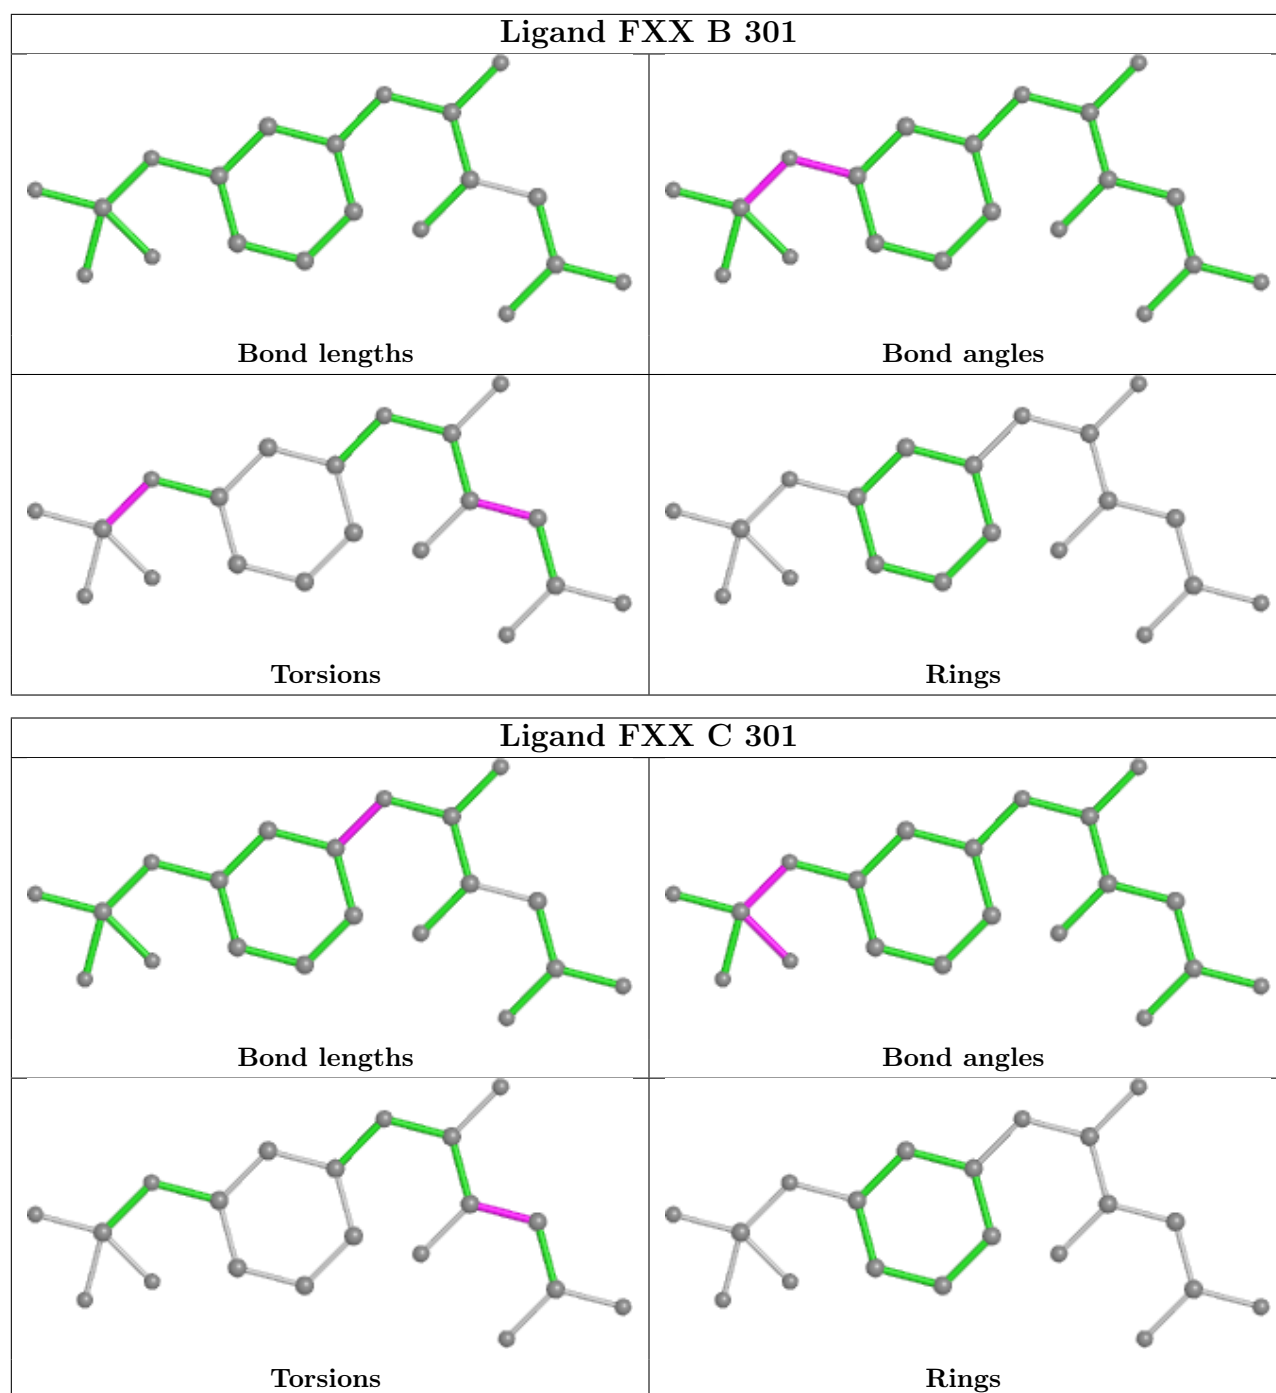 Ligand FXX B 301
Bond lengths
Bond angles
Torsions
Rings
Ligand FXX C 301
Bond lengths
Bond angles
Torsions
Rings